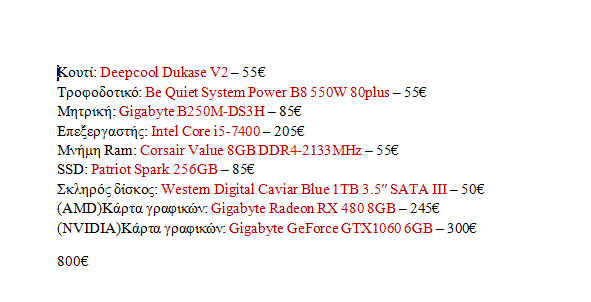 Κουτί: Deepcool Dukase V2 – 55€
Τροφοδοτικό: Be Quiet System Power B8 550W 80plus – 55€
Μητρική: Gigabyte B250M-DS3H – 85€
Επεξεργαστής: Intel Core i5-7400 – 205€
Μνήμη Ram: Corsair Value 8GB DDR4-2133MHz – 55€
SSD: Patriot Spark 256GB – 85€
Σκληρός δίσκος: Western Digital Caviar Blue 1TB 3.5″ SATA III – 50€
(AMD)Κάρτα γραφικών: Gigabyte Radeon RX 480 8GB – 245€
(NVIDIA)Κάρτα γραφικών: Gigabyte GeForce GTX1060 6GB – 300€
800€